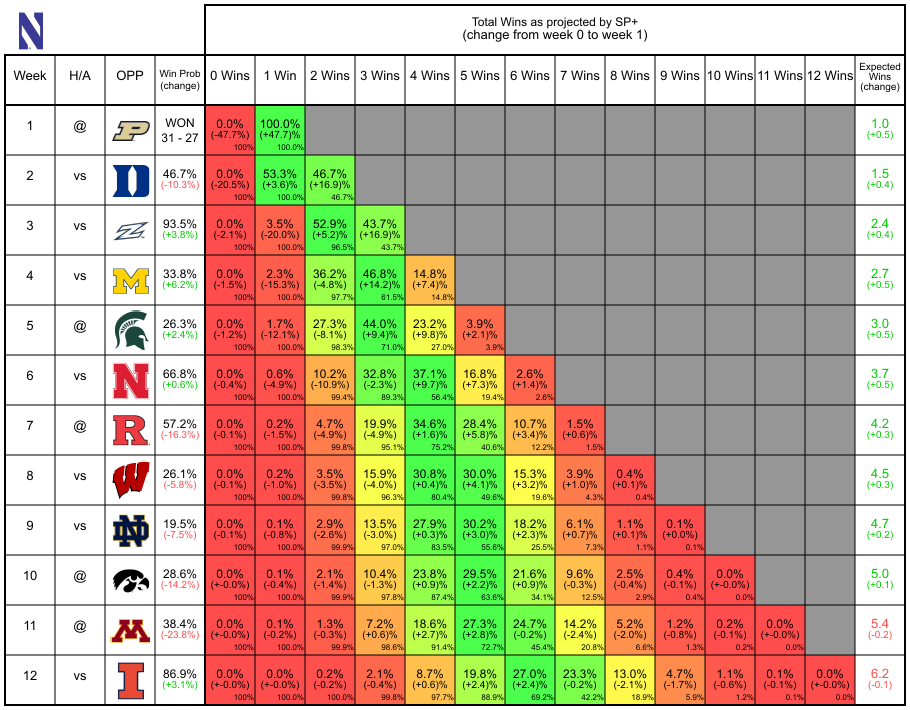 N
Total Wins as projected by SP+
(change from week 0 to week 1)
Week H/A OPP Win Prob (change) 0 Wins 1 Win 2 Wins 3 Wins 4 Wins 5 Wins 6 Wins 7 Wins 8 Wins 9 Wins 10 Wins 11 Wins 12 Wins Expected Wins (change)
1 @ P WON 0.0% 100.0% 1.0
31 - 27 (-47.7%) (+47.7)% (+0.5)
100% 100.0%
2 vs D 46.7% 0.0% 53.3% 46.7% 1.5
(-10.3%) (-20.5%) (+3.6)% (+16.9)% (+0.4)
100% 100.0% 46.7%
3 vs Z 93.5% 0.0% 3.5% 52.9% 43.7% 2.4
(+3.8%) (-2.1%) (-20.0%) (+5.2)% (+16.9)% (+0.4)
100% 100.0% 96.5% 43.7%
4 vs M 33.8% 0.0% 2.3% 36.2% 46.8% 14.8% 2.7
(+6.2%) (-1.5%) (-15.3%) (-4.8%) (+14.2)% (+7.4)% (+0.5)
100% 100.0% 97.7% 61.5% 14.8%
5 @ 26.3% 0.0% 1.7% 27.3% 44.0% 23.2% 3.9% 3.0
(+2.4%) (-1.2%) (-12.1%) (-8.1%) (+9.4)% (+9.8)% (+2.1)% (+0.5)
100% 100.0% 98.3% 71.0% 27.0% 3.9%
6 vs N 66.8% 0.0% 0.6% 10.2% 32.8% 37.1% 16.8% 2.6% 3.7
(+0.6%) (-0.4%) (-4.9%) (-10.9%) (-2.3%) (+9.7)% (+7.3)% (+1.4)% (+0.5)
100% 100.0% 99.4% 89.3% 56.4% 19.4% 2.6%
7 @ R 57.2% 0.0% 0.2% 4.7% 19.9% 34.6% 28.4% 10.7% 1.5% 4.2
(-16.3%) (-0.1%) (-1.5%) (-4.9%) (-4.9%) (+1.6)% (+5.8)% (+3.4)% (+0.6)% (+0.3)
100% 100.0% 99.8% 95.1% 75.2% 40.6% 12.2% 1.5%
8 vs W 26.1% 0.0% 0.2% 3.5% 15.9% 30.8% 30.0% 15.3% 3.9% 0.4% 4.5
(-5.8%) (-0.1%) (-1.0%) (-3.5%) (-4.0%) (+0.4)% (+4.1)% (+3.2)% (+1.0)% (+0.1)% (+0.3)
100% 100.0% 99.8% 96.3% 80.4% 49.6% 19.6% 4.3% 0.4%
9 vs ND 19.5% 0.0% 0.1% 2.9% 13.5% 27.9% 30.2% 18.2% 6.1% 1.1% 0.1% 4.7
(-7.5%) (-0.1%) (-0.8%) (-2.6%) (-3.0%) (+0.3)% (+3.0)% (+2.3)% (+0.7)% (+0.1)% (+0.0)% (+0.2)
100% 100.0% 99.9% 97.0% 83.5% 55.6% 25.5% 7.3% 1.1% 0.1%
10 @ 28.6% 0.0% 0.1% 2.1% 10.4% 23.8% 29.5% 21.6% 9.6% 2.5% 0.4% 0.0% 5.0
(-14.2%) (+-0.0%) (-0.4%) (-1.4%) (-1.3%) (+0.9)% (+2.2)% (+0.9)% (-0.3%) (-0.4%) (-0.1%) (+-0.0%) (+0.1)
100% 100.0% 99.9% 97.8% 87.4% 63.6% 34.1% 12.5% 2.9% 0.4% 0.0%
11 @ M 38.4% 0.0% 0.1% 1.3% 7.2% 18.6% 27.3% 24.7% 14.2% 5.2% 1.2% 0.2% 0.0% 5.4
(-23.8%) (+-0.0%) (-0.2%) (-0.3%) (+0.6)% (+2.7)% (+2.8)% (-0.2%) (-2.4%) (-2.0%) (-0.8%) (-0.1%) (+-0.0%) (-0.2)
100% 100.0% 99.9% 98.6% 91.4% 72.7% 45.4% 20.8% 6.6% 1.3% 0.2% 0.0%
12 vs I 86.9% 0.0% 0.0% 0.2% 2.1% 8.7% 19.8% 27.0% 23.3% 13.0% 4.7% 1.1% 0.1% 0.0% 6.2
(+3.1%) (+-0.0%) (+-0.0%) (-0.2%) (-0.4%) (+0.6)% (+2.4)% (+2.4)% (-0.2%) (-2.1%) (-1.7%) (-0.6%) (-0.1%) (+-0.0%) (-0.1)
100% 100.0% 100.0% 99.8% 97.7% 88.9% 69.2% 42.2% 18.9% 5.9% 1.2% 0.1% 0.0%